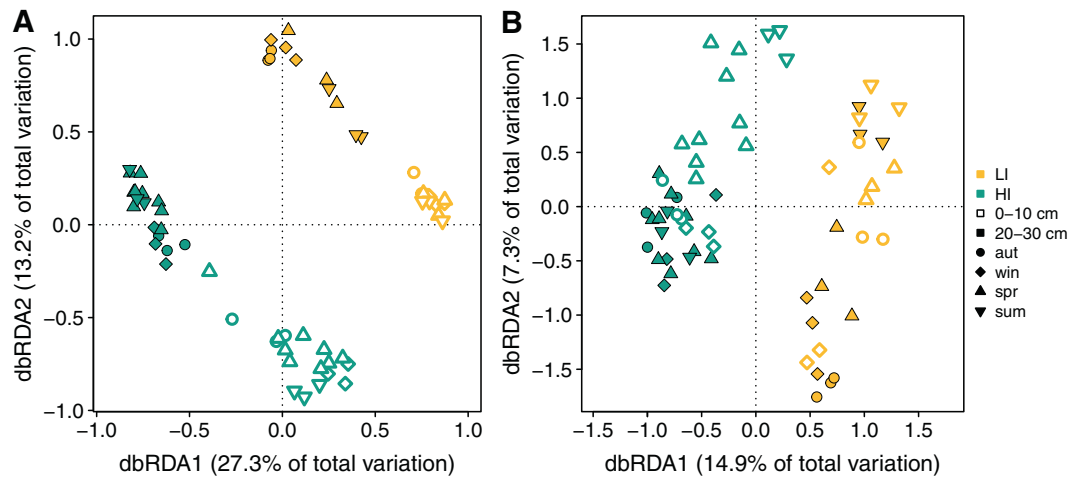 A
dbRDA2 (13.2% of total variation)
1.0
0.5
0.0
−0.5
−1.0
−1.0 −0.5 0.0 0.5 1.0
dbRDA1 (27.3% of total variation)
B
dbRDA2 (7.3% of total variation)
1.5
1.0
0.5
0.0
−0.5
−1.0
−1.5
−1.5 −1.0 −0.5 0.0 0.5 1.0 1.5
dbRDA1 (14.9% of total variation)
LI
HI
0−10 cm
20−30 cm
aut
win
spr
sum